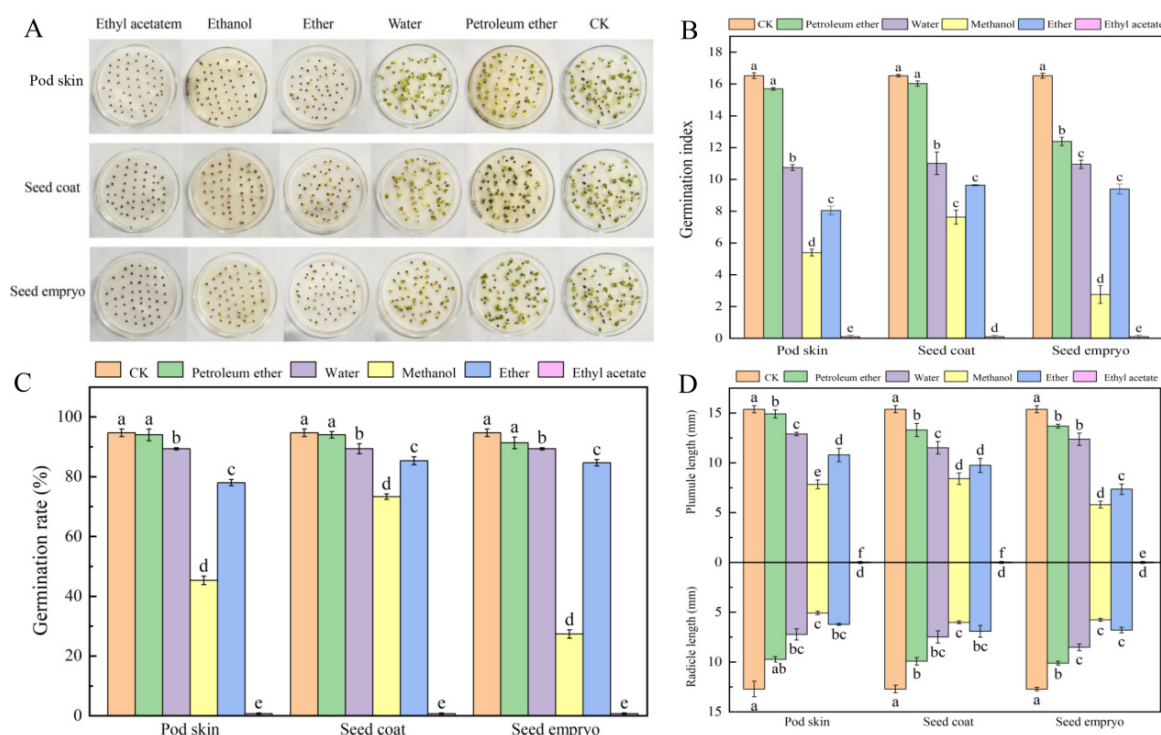 A
Ethyl acetatem Ethanol Ether Water Petroleum ether CK
Pod skin
Seed coat
Seed empryo
B
CK Petroleum ether Water Methanol Ether Ethyl acetate
Germination index
18
16
14
12
10
8
6
4
2
0
a a b d c e
a a b c c d
a b c d c e
Pod skin Seed coat Seed empryo
C
CK Petroleum ether Water Methanol Ether Ethyl acetate
Germination rate (%)
100
80
60
40
20
0
a a b d c e
a a b d c e
a a b d c e
Pod skin Seed coat Seed empryo
D
CK Petroleum ether Water Methanol Ether Ethyl acetate
Plumule length (mm)
Radicle length (mm)
15
10
5
0
5
10
15
a b c e d f
a b c d d f
a b b d c e
a ab bc c bc d
a b bc c bc d
a b c c bc d
Pod skin Seed coat Seed empryo